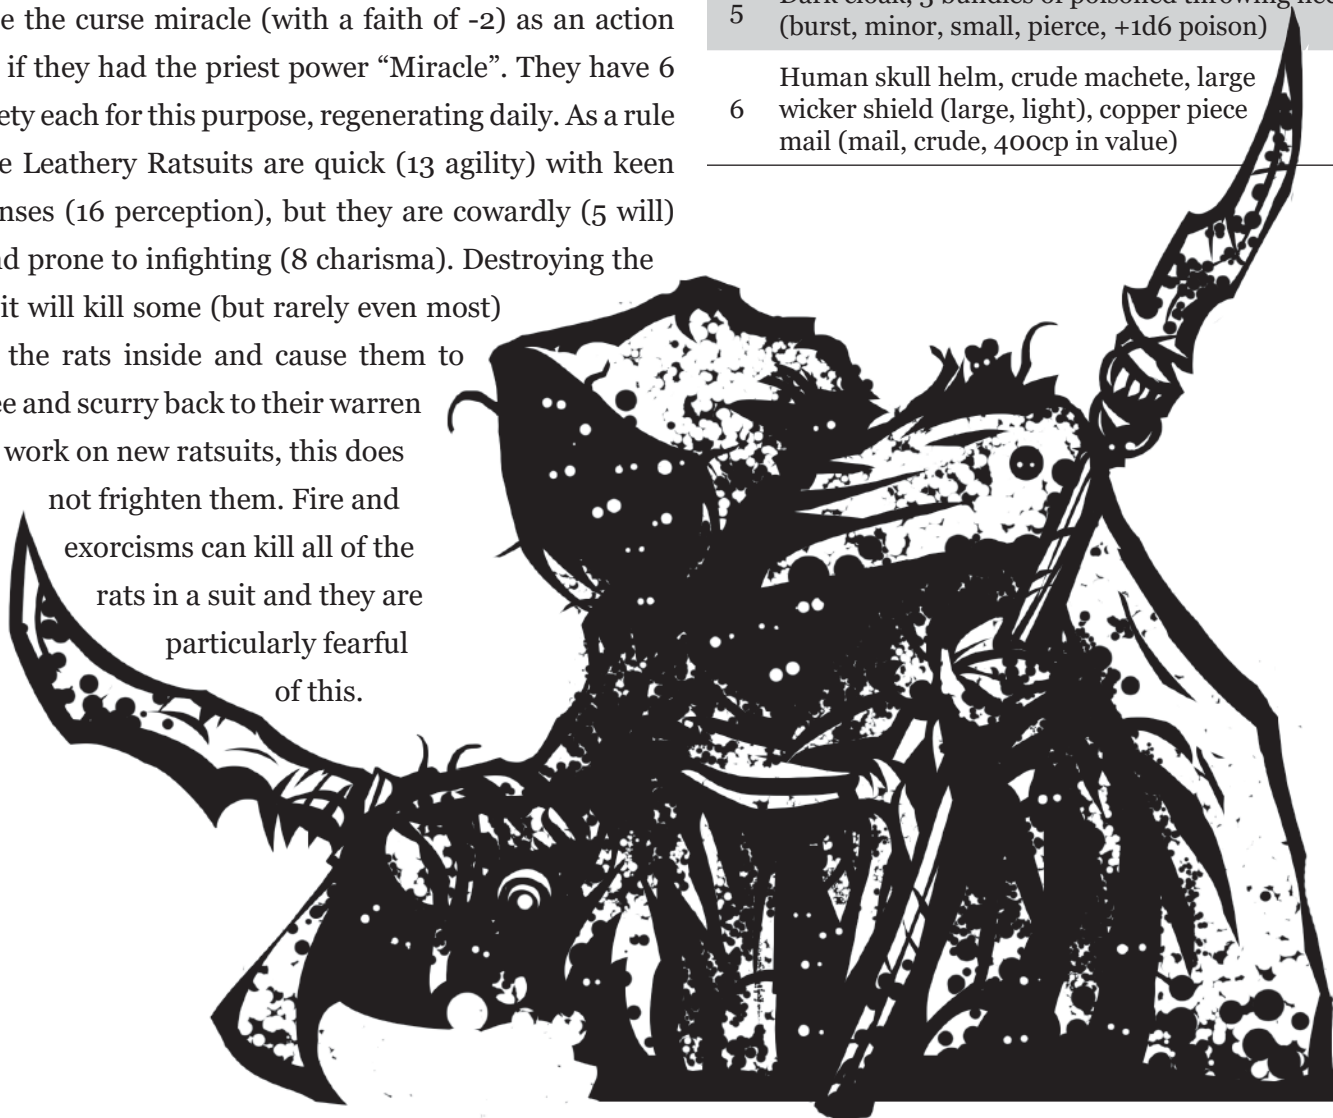 e the curse miracle (with a faith of -2) as an action
if they had the priest power “Miracle”. They have 6
ety each for this purpose, regenerating daily. As a rule
e Leathery Ratsuits are quick (13 agility) with keen
nses (16 perception), but they are cowardly (5 will)
d prone to infighting (8 charisma). Destroying the
it will kill some (but rarely even most)
the rats inside and cause them to
ee and scurry back to their warren
work on new ratsuits, this does
not frighten them. Fire and
exorcisms can kill all of the
rats in a suit and they are
particularly fearful
of this.
5
(burst, minor, small, pierce, +1d6 poison)
Human skull helm, crude machete, large
6 wicker shield (large, light), copper piece
mail (mail, crude, 400cp in value)